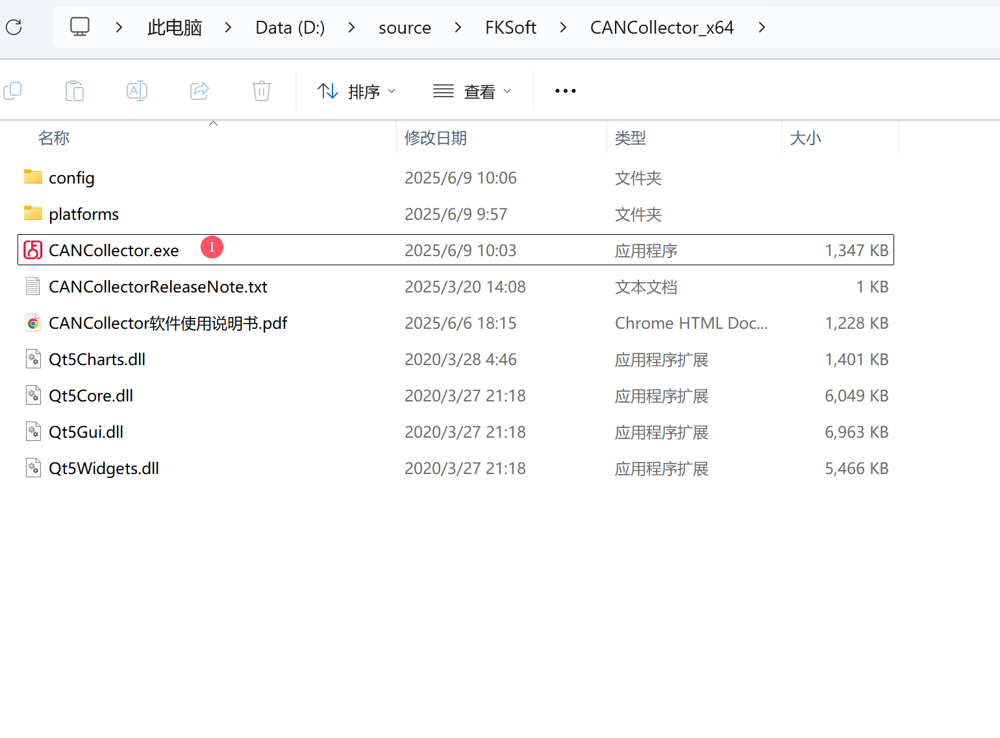 此电脑 > Data (D:) > source > FKSoft > CANCollector_x64 >
排序 查看 •••
名称 修改日期 类型 大小
config 2025/6/9 10:06 文件夹
platforms 2025/6/9 9:57 文件夹
CANCollector.exe 1 2025/6/9 10:03 应用程序 1,347 KB
CANCollectorReleaseNote.txt 2025/3/20 14:08 文本文档 1 KB
CANCollector软件使用说明书.pdf 2025/6/6 18:15 Chrome HTML Doc... 1,228 KB
Qt5Charts.dll 2020/3/28 4:46 应用程序扩展 1,401 KB
Qt5Core.dll 2020/3/27 21:18 应用程序扩展 6,049 KB
Qt5Gui.dll 2020/3/27 21:18 应用程序扩展 6,963 KB
Qt5Widgets.dll 2020/3/27 21:18 应用程序扩展 5,466 KB